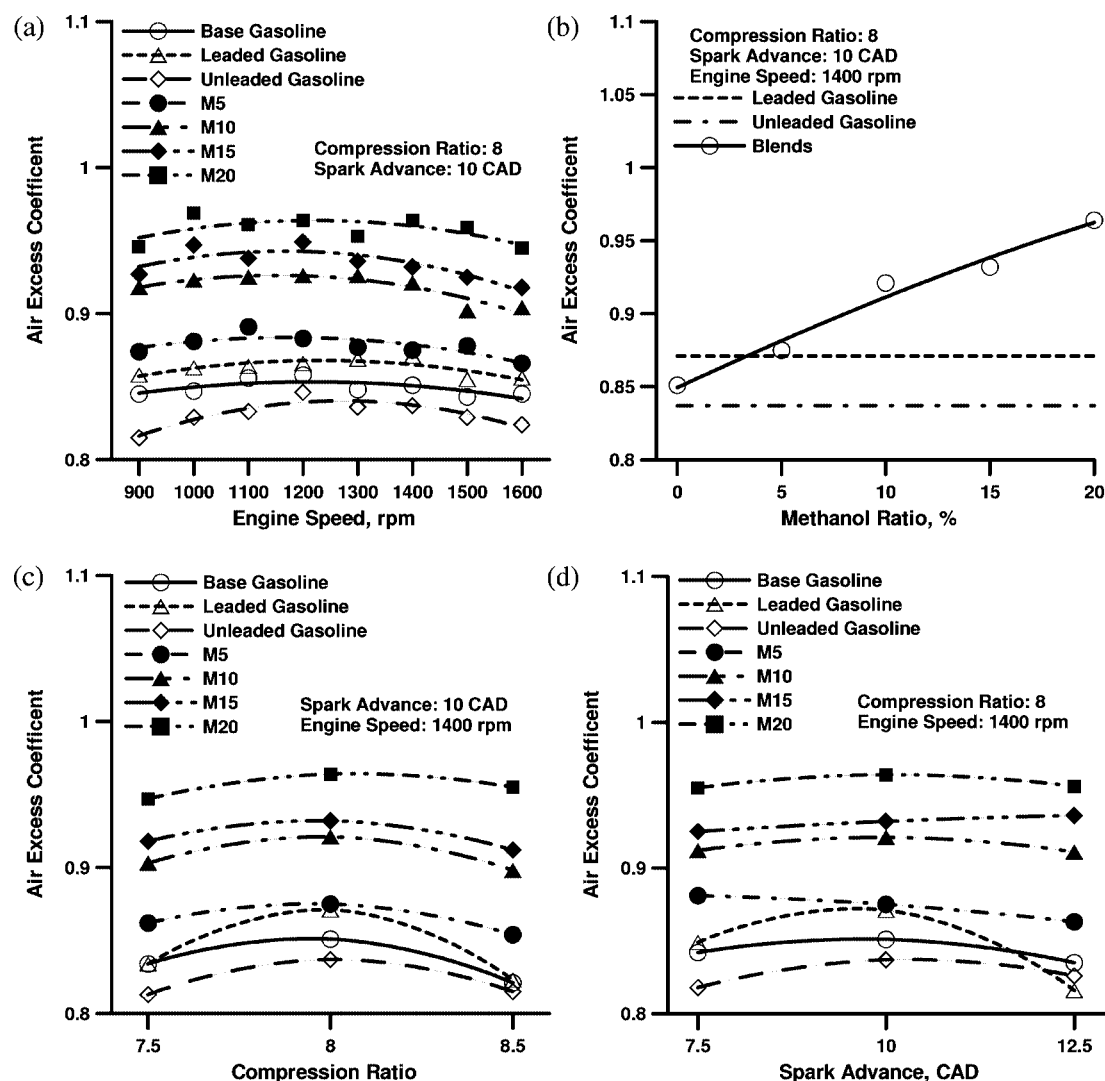 (a)
1.1
1
0.9
0.8
Air Excess Coefficent
Base Gasoline
Leaded Gasoline
Unleaded Gasoline
M5
M10
M15
M20
Compression Ratio: 8
Spark Advance: 10 CAD
900 1000 1100 1200 1300 1400 1500 1600
Engine Speed, rpm
(b)
1.1
1.05
1
0.95
0.9
0.85
0.8
Air Excess Coefficent
Compression Ratio: 8
Spark Advance: 10 CAD
Engine Speed: 1400 rpm
Leaded Gasoline
Unleaded Gasoline
Blends
0 5 10 15 20
Methanol Ratio, %
(c)
1.1
1
0.9
0.8
Air Excess Coefficent
Base Gasoline
Leaded Gasoline
Unleaded Gasoline
M5
M10
M15
M20
Spark Advance: 10 CAD
Engine Speed: 1400 rpm
7.5 8 8.5
Compression Ratio
(d)
1.1
1
0.9
0.8
Air Excess Coefficent
Base Gasoline
Leaded Gasoline
Unleaded Gasoline
M5
M10
M15
M20
Compression Ratio: 8
Engine Speed: 1400 rpm
7.5 10 12.5
Spark Advance, CAD